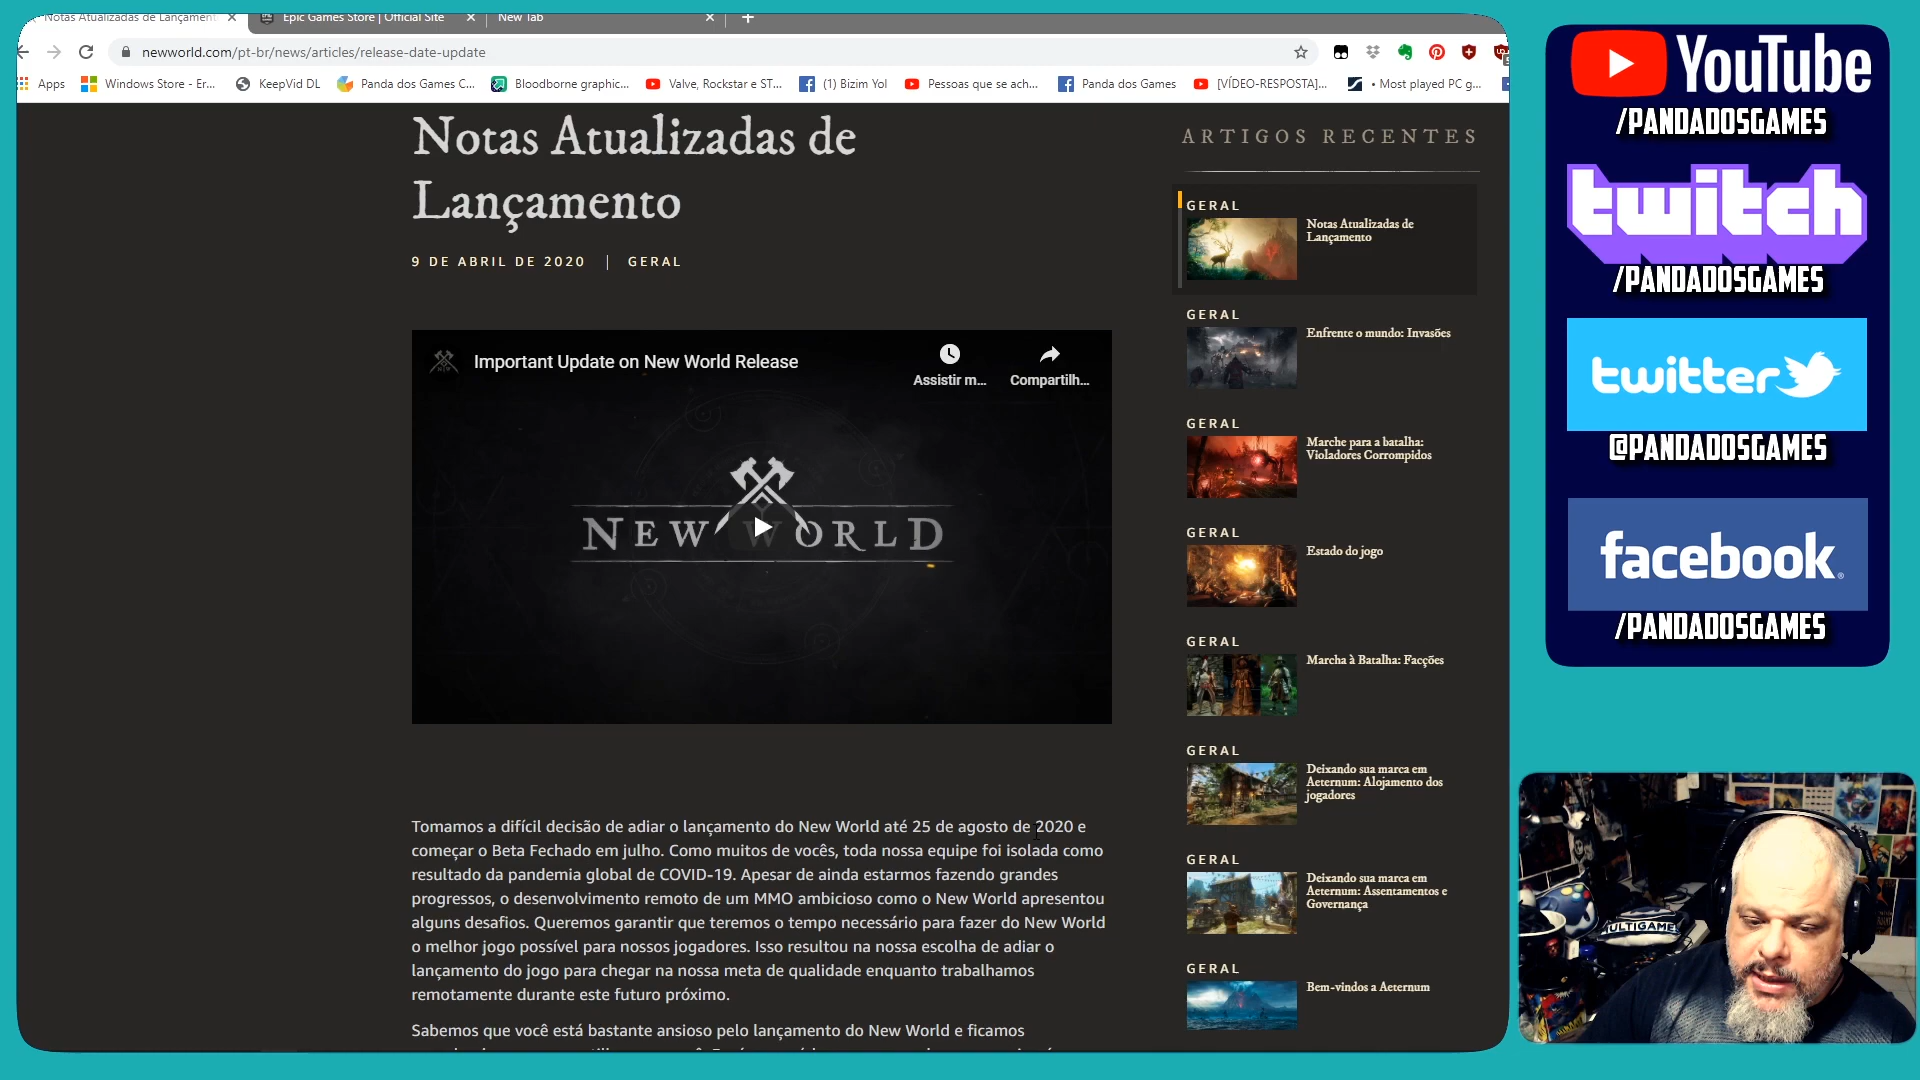 Notas Atualizadas de Lançament
Epic Games Store | Official Site
New Tab
newworld.com/pt-br/news/articles/release-date-update
Apps
Windows Store - Er...
KeepVid DL
Panda dos Games C...
Bloodborne graphic...
Valve, Rockstar e ST...
(1) Bizim Yol
Pessoas que se ach...
Panda dos Games
[VÍDEO-RESPOSTA]...
• Most played PC g...
Notas Atualizadas de
Lançamento
9 DE ABRIL DE 2020 | GERAL
Important Update on New World Release
Assistir m...
Compartilh...
NEW WORLD
Tomamos a difícil decisão de adiar o lançamento do New World até 25 de agosto de 2020 e
começar o Beta Fechado em julho. Como muitos de vocês, toda nossa equipe foi isolada como
resultado da pandemia global de COVID-19. Apesar de ainda estarmos fazendo grandes
progressos, o desenvolvimento remoto de um MMO ambicioso como o New World apresentou
alguns desafios. Queremos garantir que teremos o tempo necessário para fazer do New World
o melhor jogo possível para nossos jogadores. Isso resultou na nossa escolha de adiar o
lançamento do jogo para chegar na nossa meta de qualidade enquanto trabalhamos
remotamente durante este futuro próximo.
Sabemos que você está bastante ansioso pelo lançamento do New World e ficamos
ARTIGOS RECENTES
GERAL
Notas Atualizadas de
Lançamento
GERAL
Enfrente o mundo: Invasões
GERAL
Marche para a batalha:
Violadores Corrompidos
GERAL
Estado do jogo
GERAL
Marcha à Batalha: Facções
GERAL
Deixando sua marca em
Aeternum: Alojamento dos
jogadores
GERAL
Deixando sua marca em
Aeternum: Assentamentos e
Governança
GERAL
Bem-vindos a Aeternum
YouTube
/PANDADOSGAMES
twitch
/PANDADOSGAMES
twitter
@PANDADOSGAMES
facebook
/PANDADOSGAMES
ULTIGAME